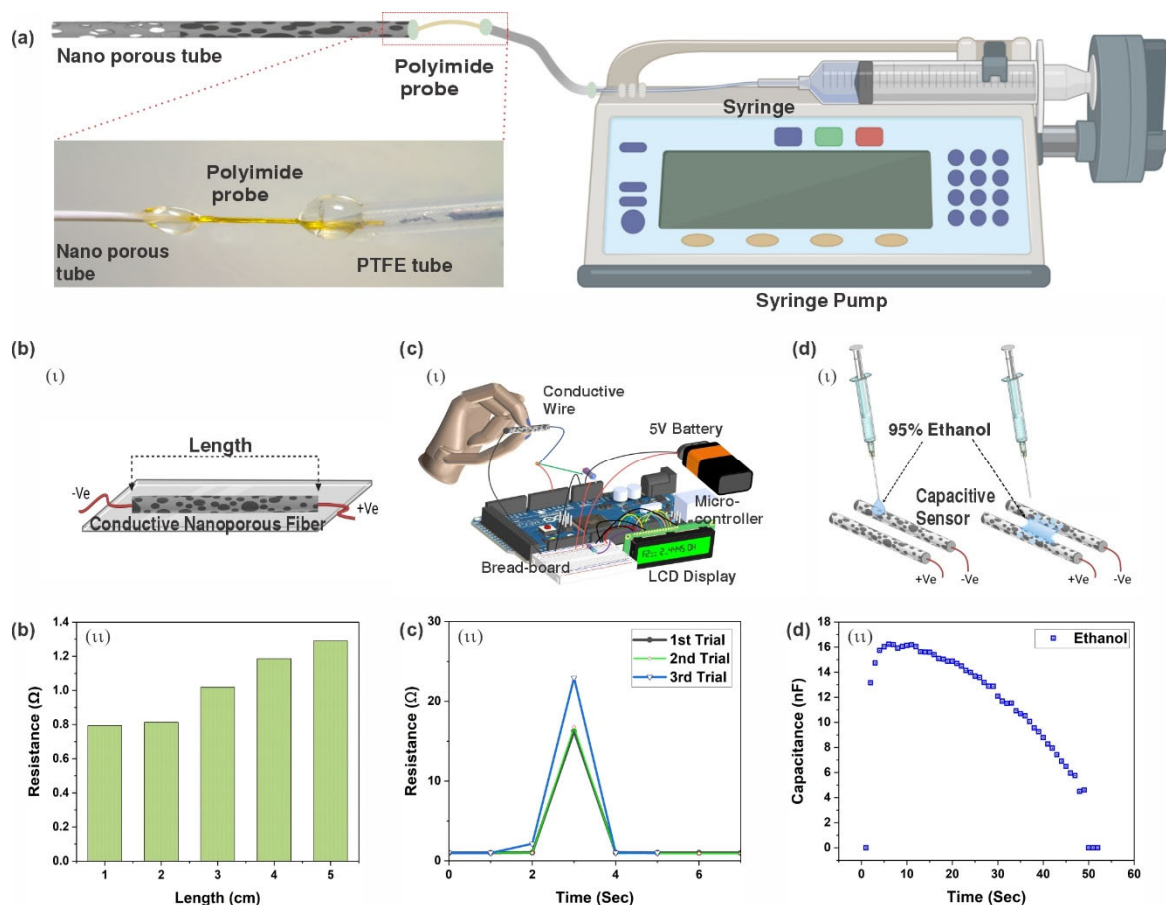 (a)
Nano porous tube
Polyimide
probe
Syringe
Polyimide
probe
Nano porous
tube
PTFE tube
Syringe Pump
(b)
(ι)
Length
-Ve
+Ve
Conductive Nanoporous Fiber
(c)
(ι)
Conductive
Wire
5V Battery
Micro-
controller
Bread-board
LCD Display
(d)
(ι)
95% Ethanol
Capacitive
Sensor
+Ve
-Ve
+Ve
-Ve
(b)
(ιι)
Resistance (Ω)
1.4
1.2
1.0
0.8
0.6
0.4
0.2
0.0
1 2 3 4 5
Length (cm)
(c)
(ιι)
1st Trial
2nd Trial
3rd Trial
Resistance (Ω)
30
20
10
0
0 2 4 6
Time (Sec)
(d)
(ιι)
Ethanol
Capacitance (nF)
18
16
14
12
10
8
6
4
2
0
0 10 20 30 40 50 60
Time (Sec)